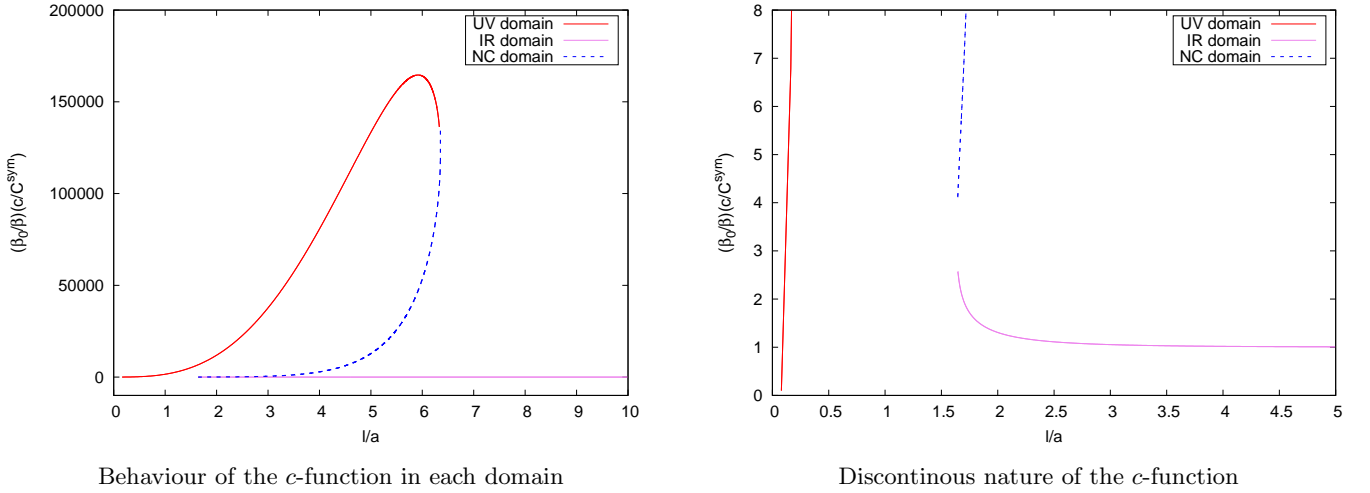 200000
150000
100000
50000
0
0 1 2 3 4 5 6 7 8 9 10
(β0/β)(c/C^sym)
l/a
UV domain
IR domain
NC domain
Behaviour of the c-function in each domain
8
7
6
5
4
3
2
1
0
0 0.5 1 1.5 2 2.5 3 3.5 4 4.5 5
(β0/β)(c/C^sym)
l/a
UV domain
IR domain
NC domain
Discontinous nature of the c-function